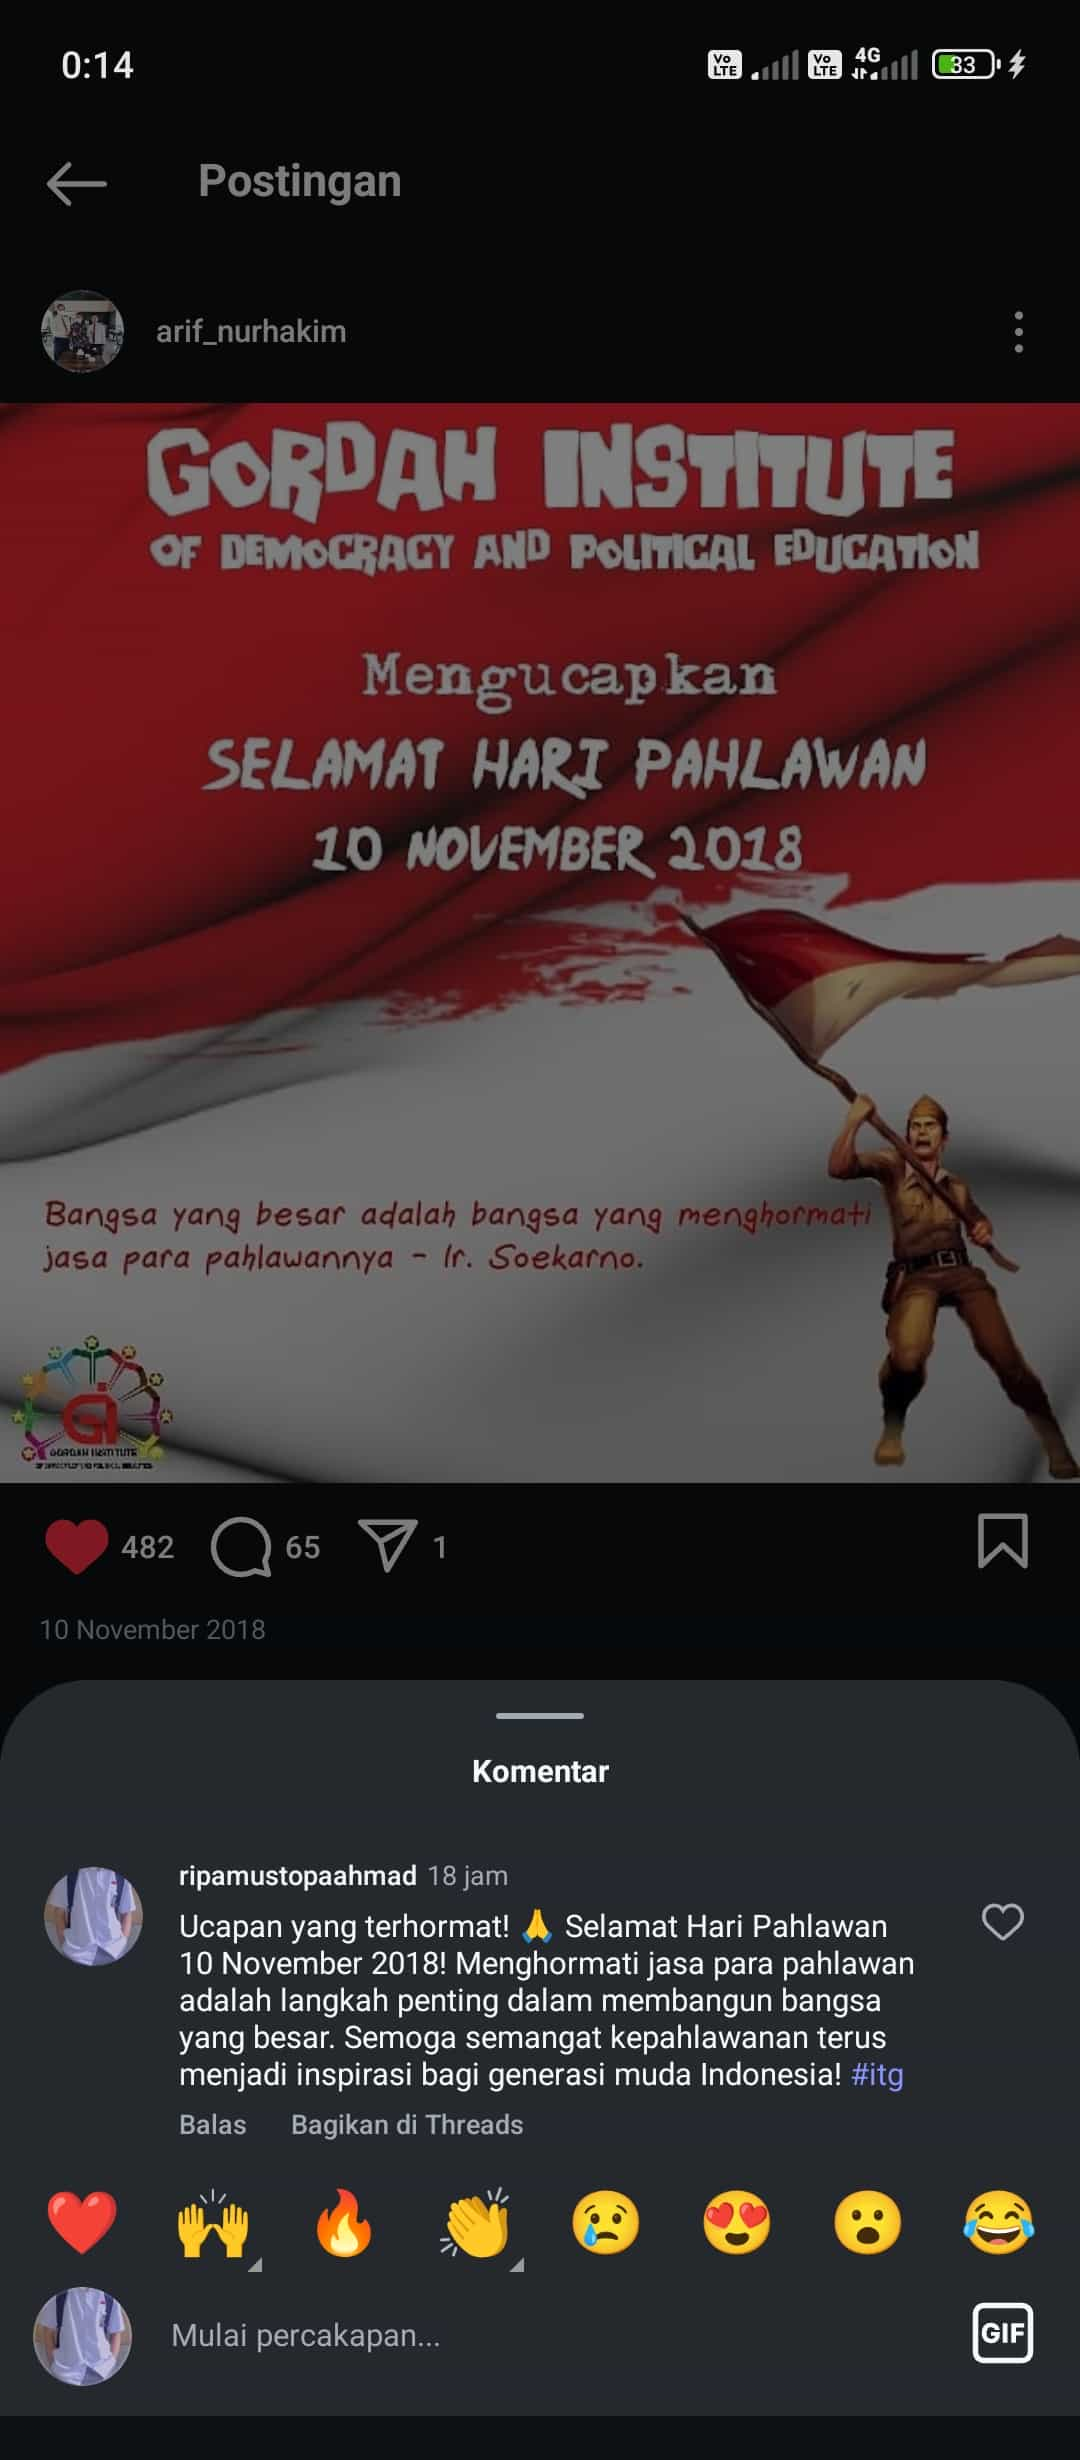 0:14
Vo LTE Vo LTE 4G 33
Postingan
arif_nurhakim
GORDAH INSTITUTE
OF DEMOCRACY AND POLITICAL EDUCATION
Mengucapkan
SELAMAT HARI PAHLAWAN
10 NOVEMBER 2018
Bangsa yang besar adalah bangsa yang menghormati
jasa para pahlawannya - Ir. Soekarno.
GI
GORDAH INSTITUTE
482 65 1
10 November 2018
Komentar
ripamustopaahmad 18 jam
Ucapan yang terhormat! 🙏 Selamat Hari Pahlawan
10 November 2018! Menghormati jasa para pahlawan
adalah langkah penting dalam membangun bangsa
yang besar. Semoga semangat kepahlawanan terus
menjadi inspirasi bagi generasi muda Indonesia! #itg
Balas Bagikan di Threads
Mulai percakapan...
GIF